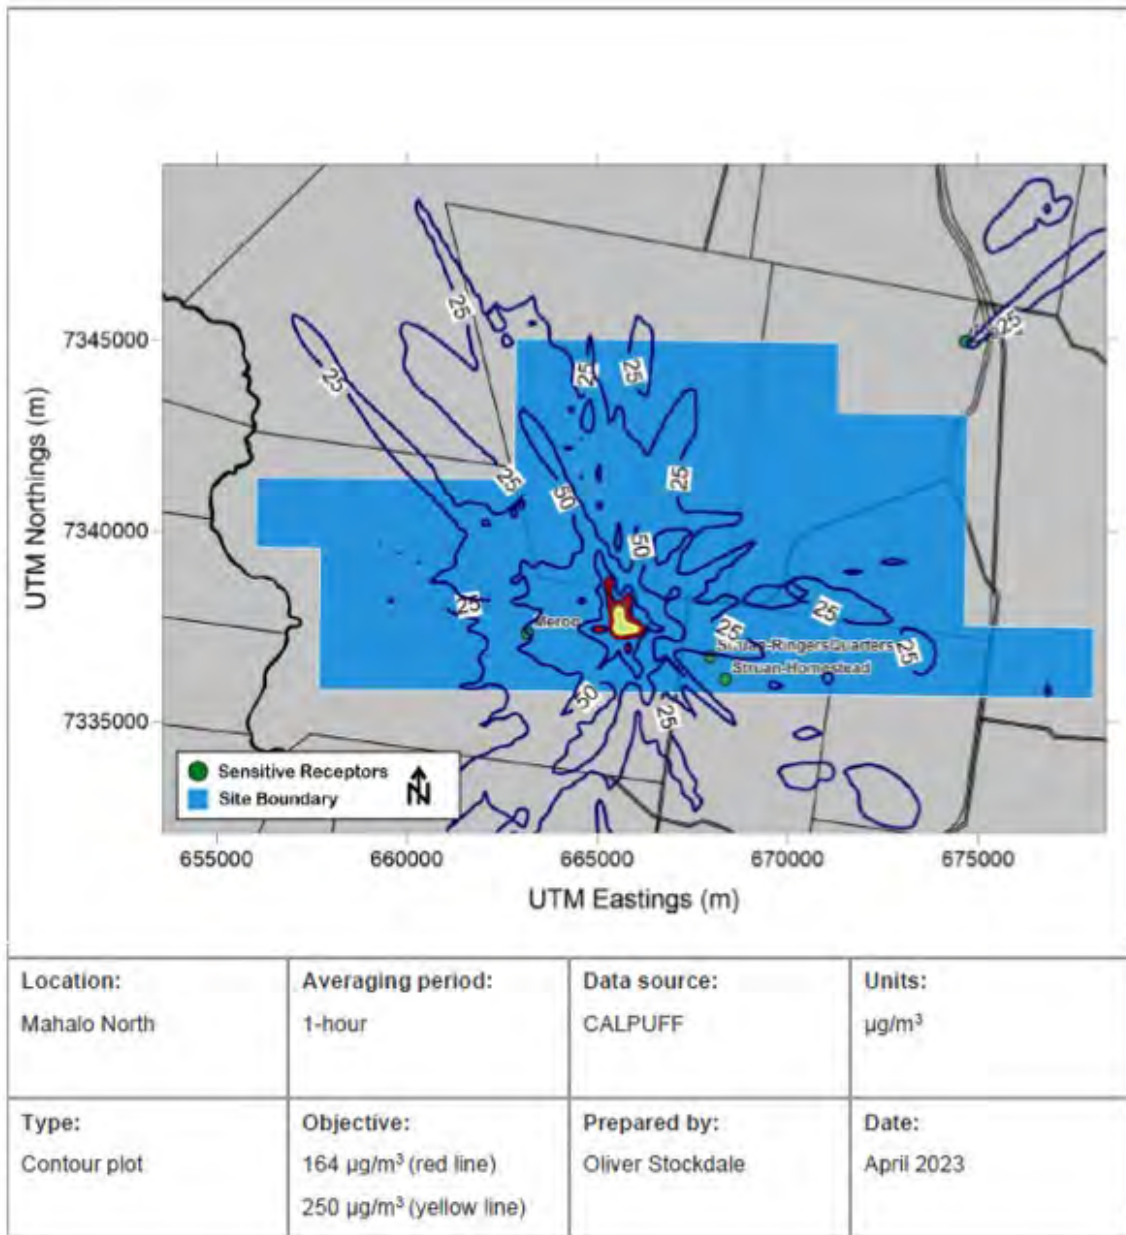 UTM Northings (m)
7345000
7340000
7335000
25
25
25
25
25
25
25
50
50
25
25
25
25
Meroo
Struan-RingersQuarters
Struan-Homestead
50
25
Sensitive Receptors
N
Site Boundary
655000
660000
665000
670000
675000
UTM Eastings (m)
Location:
Mahalo North
Averaging period:
1-hour
Data source:
CALPUFF
Units:
µg/m³
Type:
Contour plot
Objective:
164 µg/m³ (red line)
250 µg/m³ (yellow line)
Prepared by:
Oliver Stockdale
Date:
April 2023